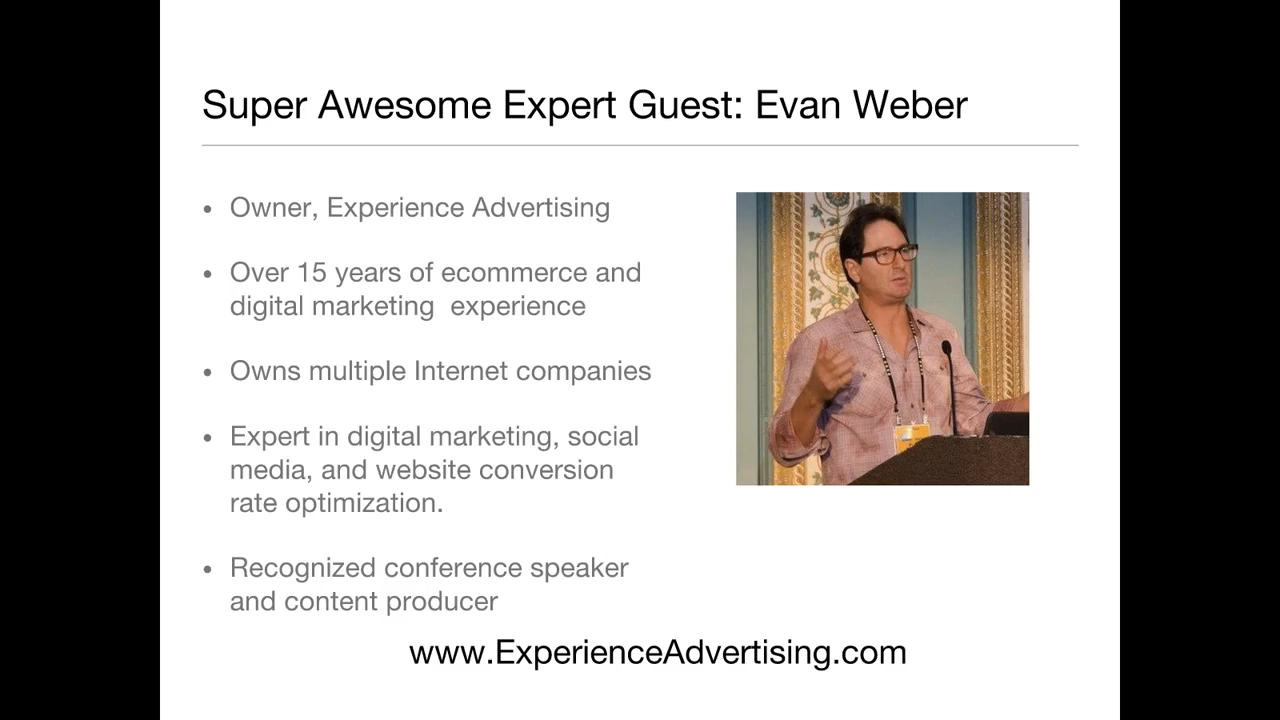 Super Awesome Expert Guest: Evan Weber
• Owner, Experience Advertising
• Over 15 years of ecommerce and
digital marketing  experience
• Owns multiple Internet companies
• Expert in digital marketing, social
media, and website conversion
rate optimization.
• Recognized conference speaker
and content producer
www.ExperienceAdvertising.com